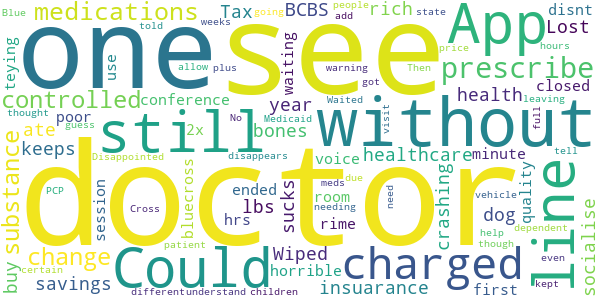 Blue
medications
told
weeks
Tax
going
BCBS
people
add
rich
state
disnt
Lost
one
see
App
use
waiting
allow
plus
warning
got
price
Then
hours
prescribe
teying
controlled
conference
year
health
closed
thought
poor
still
2x
No
Medicaid
visit
without
full
leaving
guess
bones
ate
keeps
Disappointed
disappears
voice
due
healthcare
minute
tell
substance
PCP
session
bluecross
doctor
room
meds
needing
need
crashing
dog
quality
vehicle
line
socialise
Cross
ended
lbs
hrs
sucks
rime
help
dependent
though
even
buy
change
savings
certain
Could
patient
Wiped
horrible
charged
insuarance
first
kept
different
understand
children